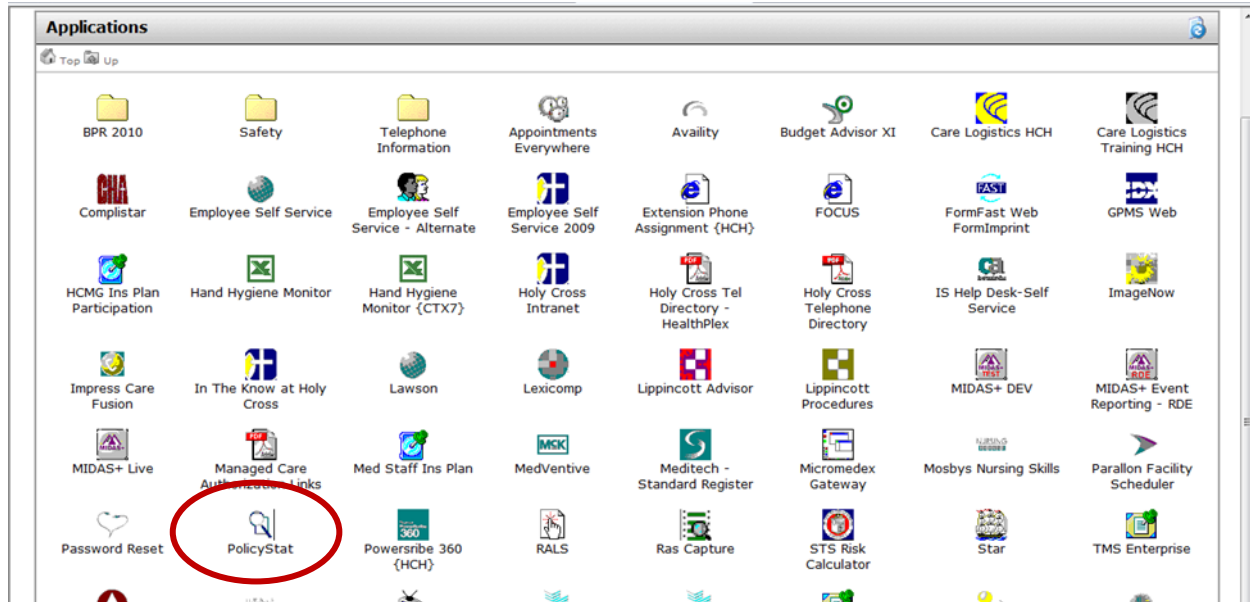 Applications
Top Up
BPR 2010
Safety
Telephone
Information
Appointments
Everywhere
Availity
Budget Advisor XI
Care Logistics HCH
Care Logistics
Training HCH
CHA
Complistar
Employee Self Service
Employee Self
Service - Alternate
Employee Self
Service 2009
Extension Phone
Assignment {HCH}
FOCUS
FAST
FormFast Web
FormImprint
IDX
GPMS Web
HCMG Ins Plan
Participation
Hand Hygiene Monitor
Hand Hygiene
Monitor {CTX7}
Holy Cross
Intranet
PDF
Holy Cross Tel
Directory -
HealthPlex
PDF
Holy Cross
Telephone
Directory
IS Help Desk-Self
Service
ImageNow
Impress Care
Fusion
In The Know at Holy
Cross
Lawson
Lexicomp
Lippincott Advisor
Lippincott
Procedures
MIDAS+
TEST
MIDAS+ DEV
MIDAS+
RDE
MIDAS+ Event
Reporting - RDE
MIDAS+
MIDAS+ Live
PDF
Managed Care
Authorization Links
Med Staff Ins Plan
MCK
MedVentive
Meditech -
Standard Register
Micromedex
Gateway
Mosbys Nursing Skills
Parallon Facility
Scheduler
Password Reset
PolicyStat
360
Powersribe 360
{HCH}
RALS
Ras Capture
STS Risk
Calculator
Star
TMS Enterprise